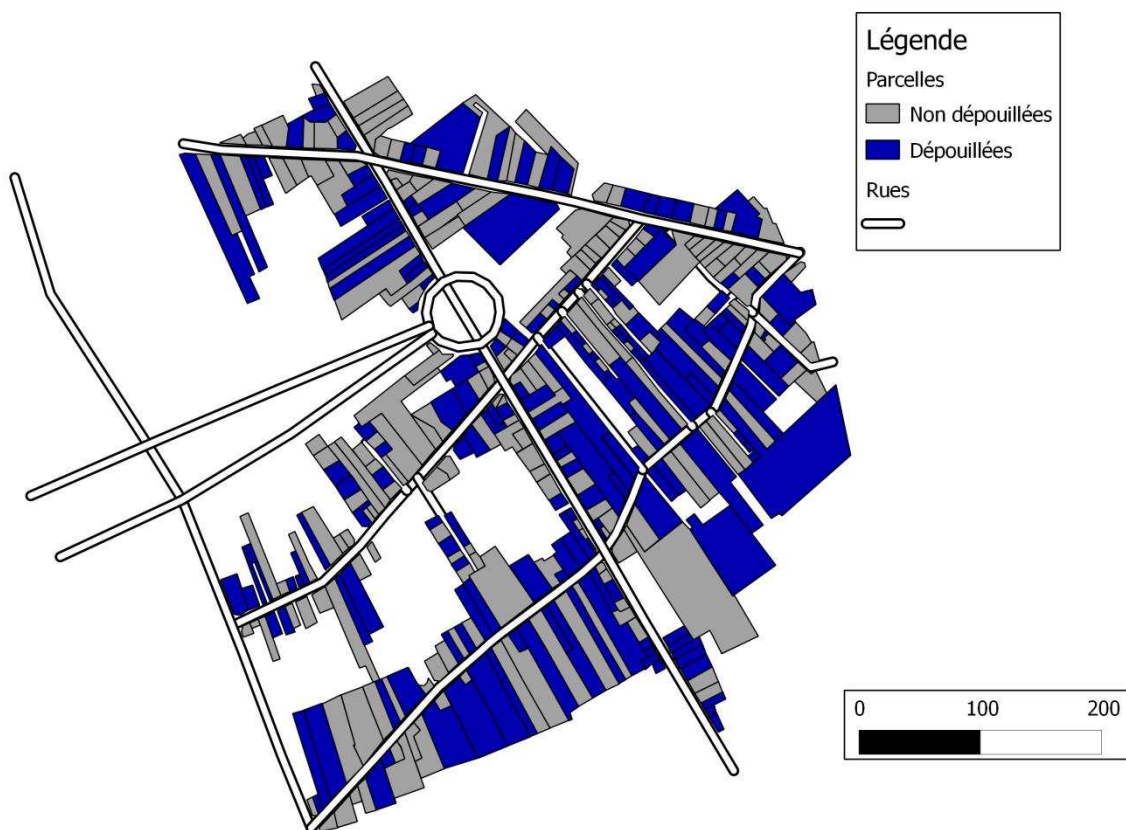 Légende
Parcelles
Non dépouillées
Dépouillées
Rues
0 100 200